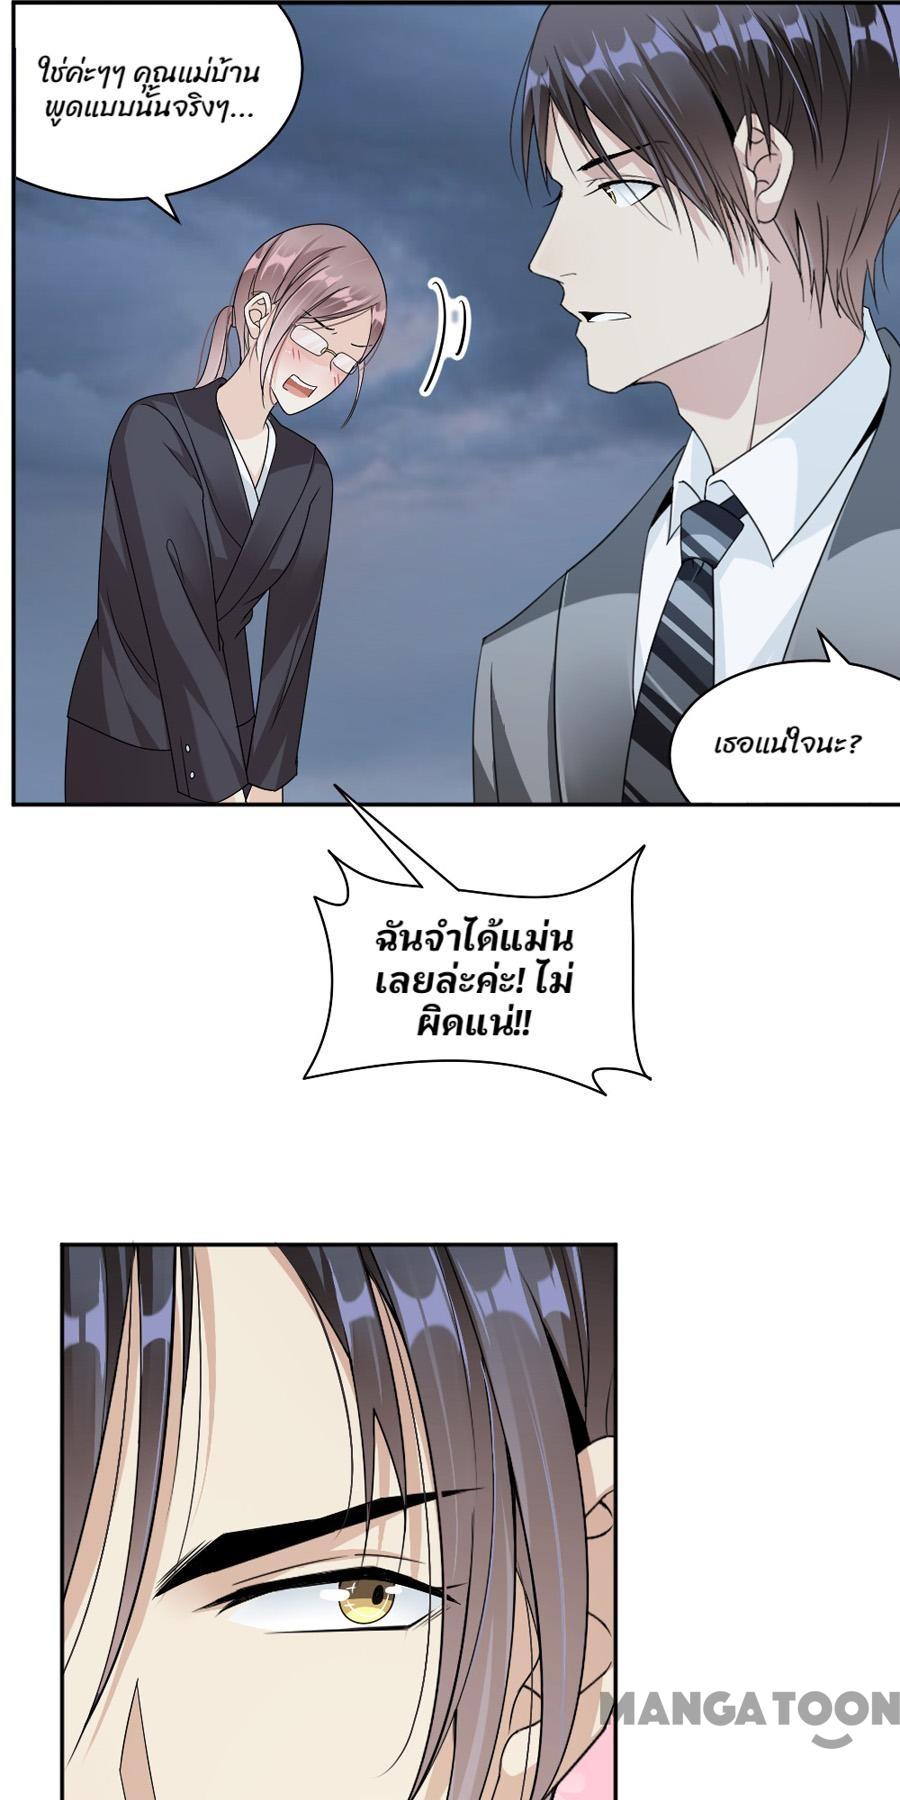 ใช่ค่ะๆๆ คุณแม่บ้าน
พูดแบบนั้นจริงๆ...
เธอแน่ใจนะ?
ฉันจำได้แม่น
เลยล่ะค่ะ! ไม่
ผิดแน่!!
MANGATOON